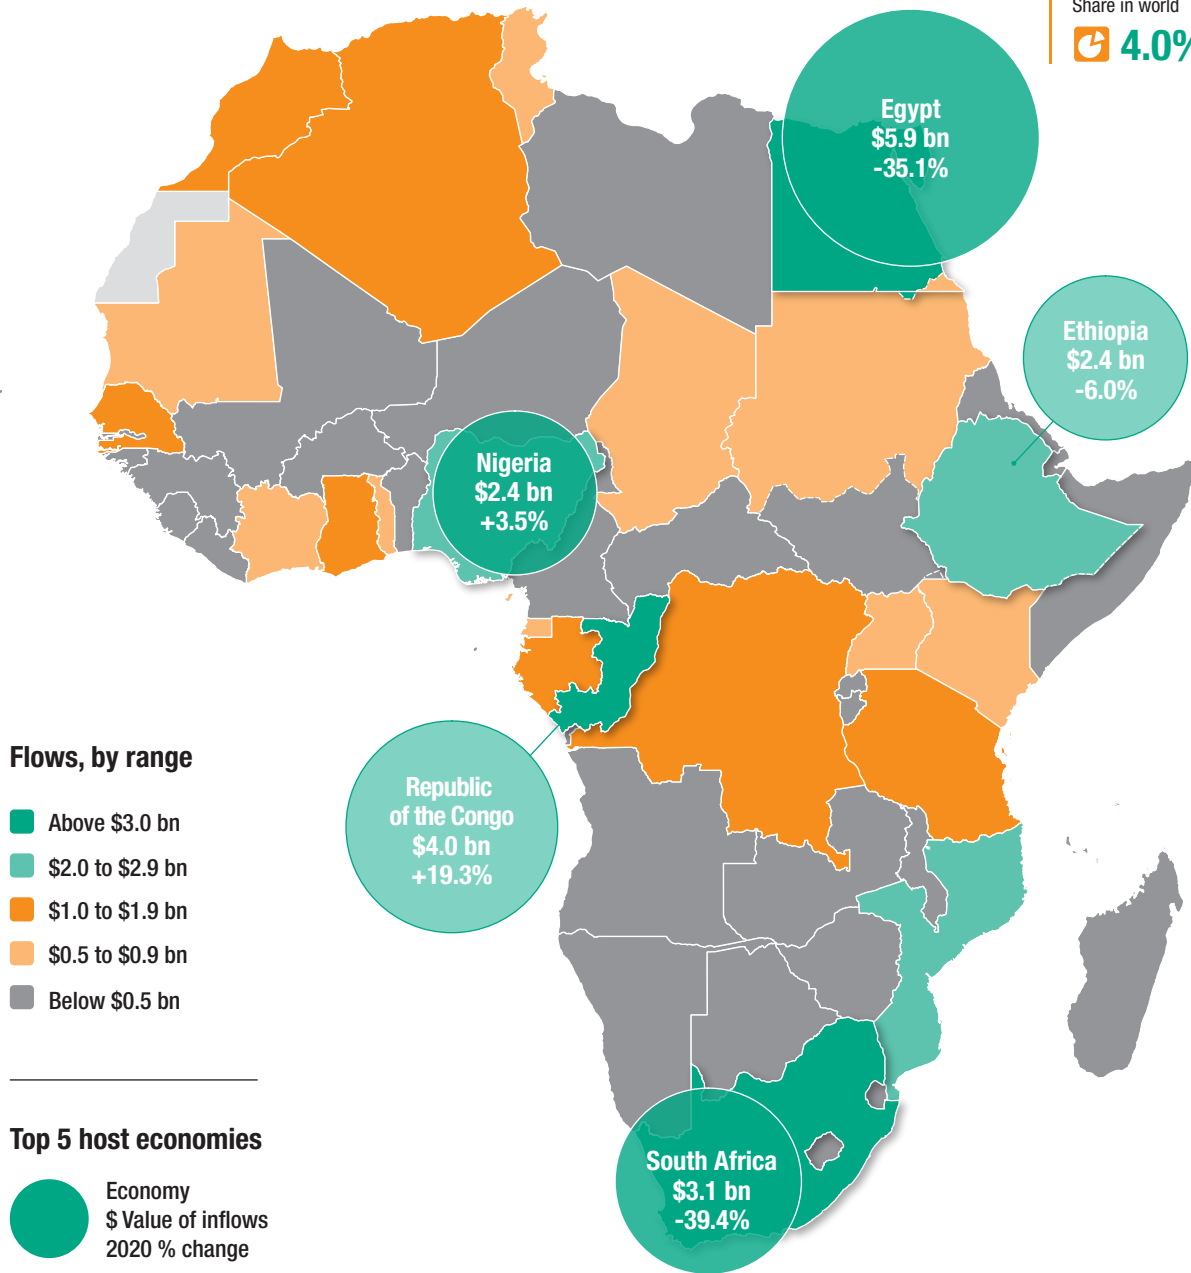 Share in world
4.0%
Egypt
$5.9 bn
-35.1%
Ethiopia
$2.4 bn
-6.0%
Nigeria
$2.4 bn
+3.5%
Republic
of the Congo
$4.0 bn
+19.3%
South Africa
$3.1 bn
-39.4%
Flows, by range
Above $3.0 bn
$2.0 to $2.9 bn
$1.0 to $1.9 bn
$0.5 to $0.9 bn
Below $0.5 bn
Top 5 host economies
Economy
$ Value of inflows
2020 % change